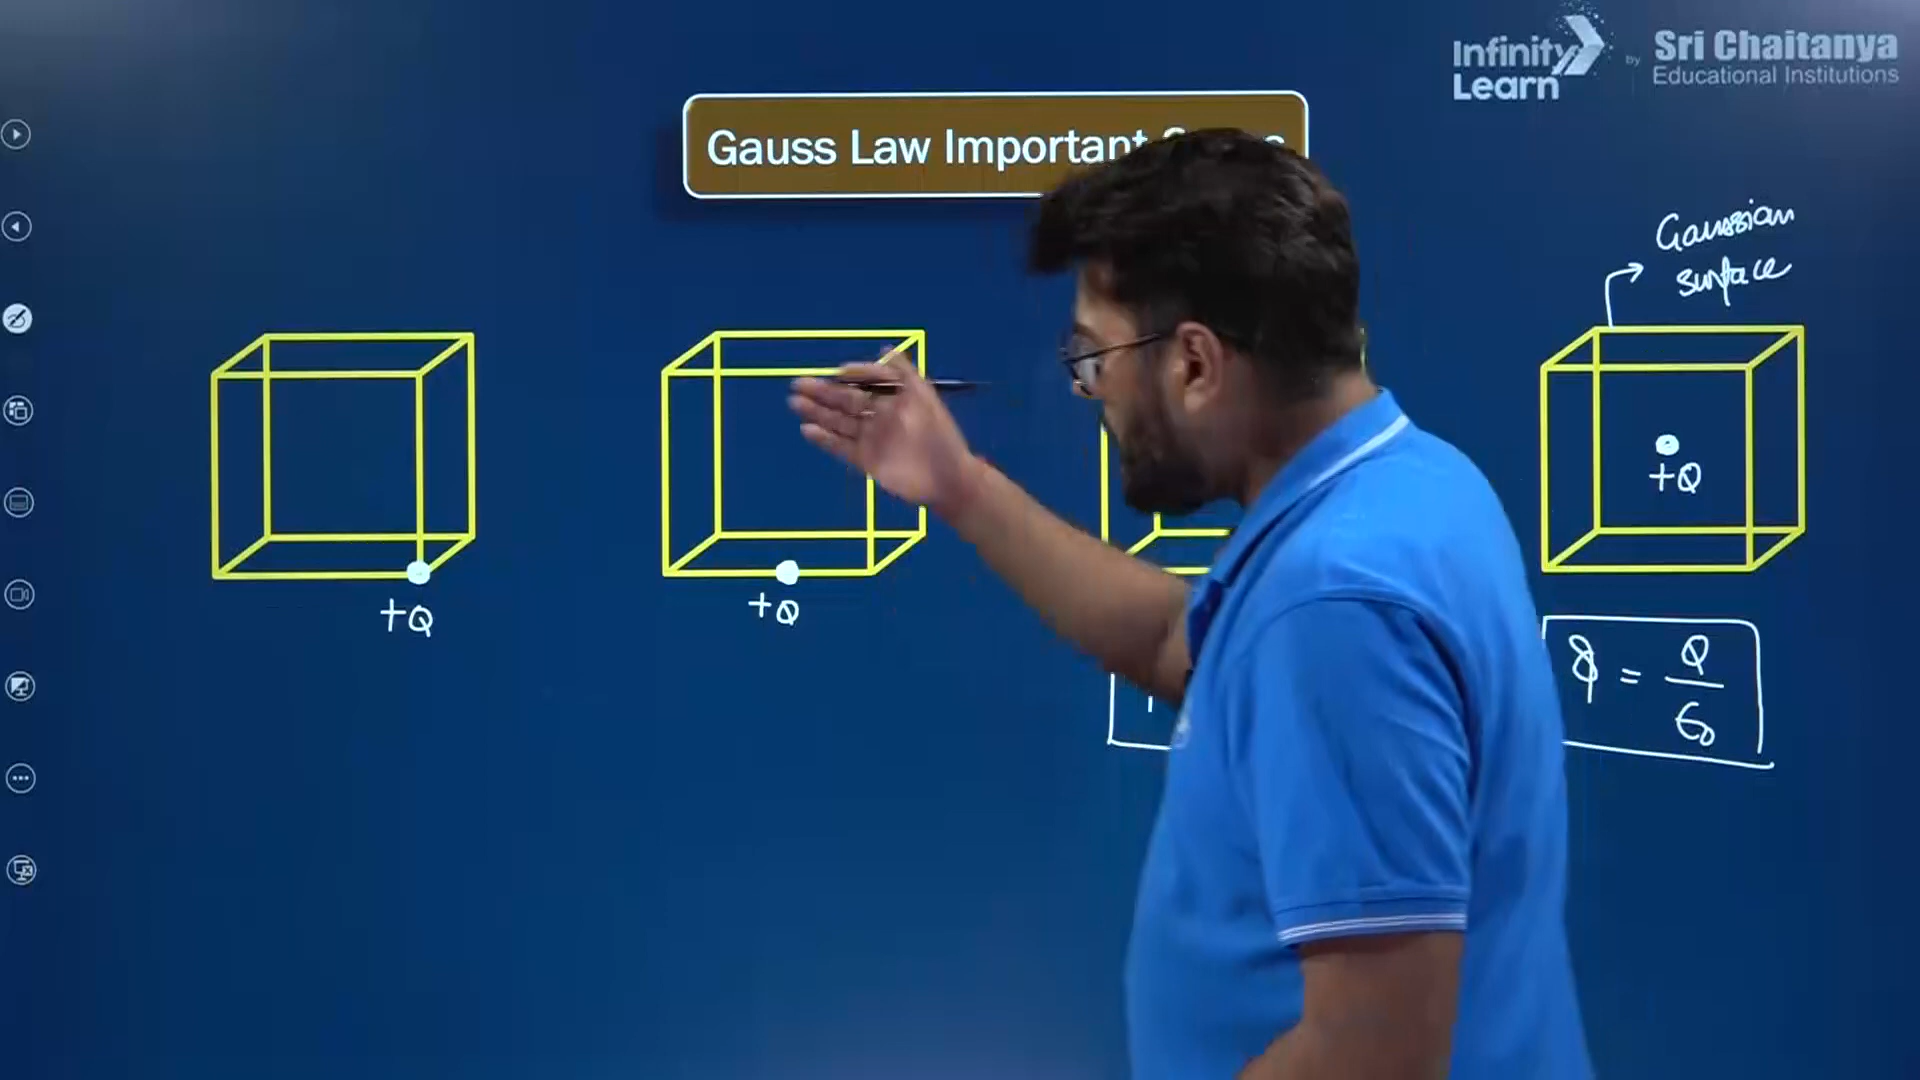 Infinity
Learn
by
Sri Chaitanya
Educational Institutions
Gauss Law Important
Gaussian
surface
+Q
+Q
+Q
ϕ = Q
ϵ0